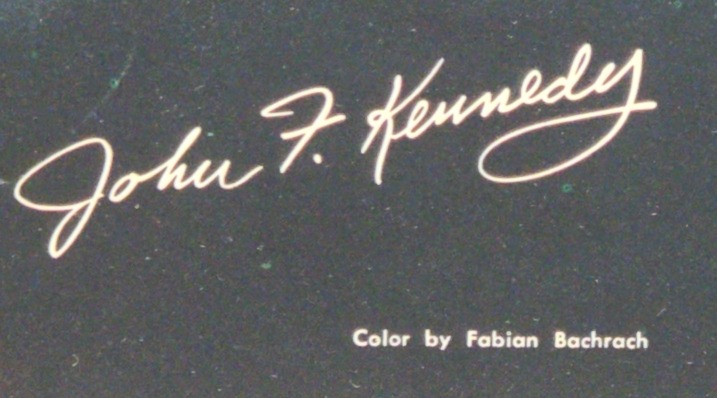 John F. Kennedy
Color by Fabian Bachrach